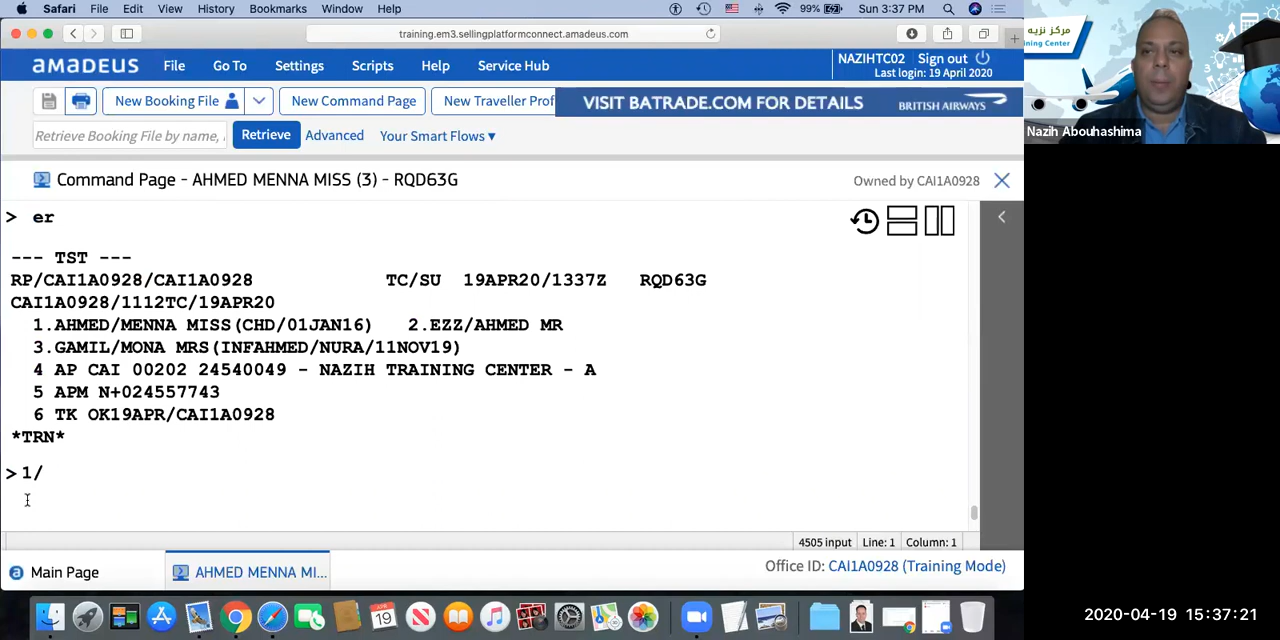 Safari File Edit View History Bookmarks Window Help
99% Sun 3:37 PM
training.em3.sellingplatformconnect.amadeus.com
amadeus File Go To Settings Scripts Help Service Hub
NAZIHTC02 Sign out
Last login: 19 April 2020
New Booking File New Command Page New Traveller Prof
VISIT BATRADE.COM FOR DETAILS BRITISH AIRWAYS
Retrieve Booking File by name, Retrieve Advanced Your Smart Flows ▾
Command Page - AHMED MENNA MISS (3) - RQD63G Owned by CAI1A0928
> er
--- TST ---
RP/CAI1A0928/CAI1A0928 TC/SU 19APR20/1337Z RQD63G
CAI1A0928/1112TC/19APR20
1.AHMED/MENNA MISS(CHD/01JAN16) 2.EZZ/AHMED MR
3.GAMIL/MONA MRS(INFAHMED/NURA/11NOV19)
4 AP CAI 00202 24540049 - NAZIH TRAINING CENTER - A
5 APM N+024557743
6 TK OK19APR/CAI1A0928
*TRN*
>1/
4505 input Line: 1 Column: 1
Main Page AHMED MENNA MI...
Office ID: CAI1A0928 (Training Mode)
مركز نزيه
ining Center
Nazih Abouhashima
APR
19
2020-04-19 15:37:21